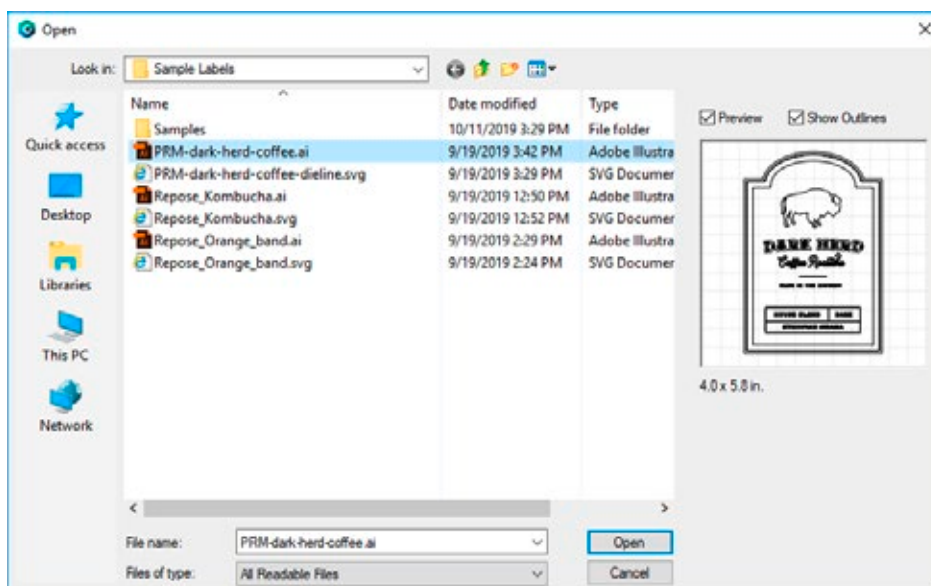 Open
Look in: Sample Labels
Name Date modified Type
Samples 10/11/2019 3:29 PM File folder
PRM-dark-herd-coffee.ai 9/19/2019 3:42 PM Adobe Illustra
PRM-dark-herd-coffee-dieline.svg 9/19/2019 3:29 PM SVG Documer
Repose_Kombucha.ai 9/19/2019 12:50 PM Adobe Illustra
Repose_Kombucha.svg 9/19/2019 12:52 PM SVG Documer
Repose_Orange_band.ai 9/19/2019 2:29 PM Adobe Illustra
Repose_Orange_band.svg 9/19/2019 2:24 PM SVG Documer
Quick access
Desktop
Libraries
This PC
Network
Preview Show Outlines
DARK HERD
Coffee Roasters
4.0 x 5.8 in.
File name: PRM-dark-herd-coffee.ai Open
Files of type: All Readable Files Cancel